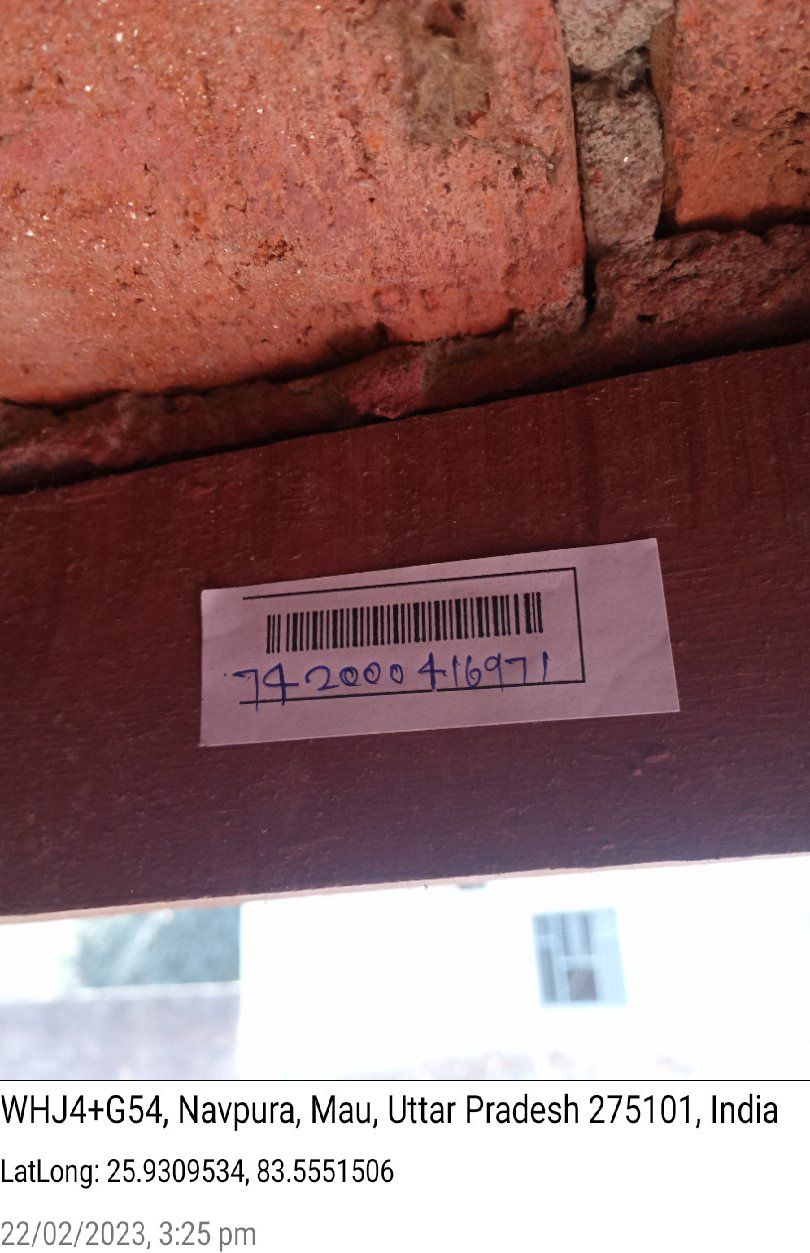 742000416971
WHJ4+G54, Navpura, Mau, Uttar Pradesh 275101, India
LatLong: 25.9309534, 83.5551506
22/02/2023, 3:25 pm